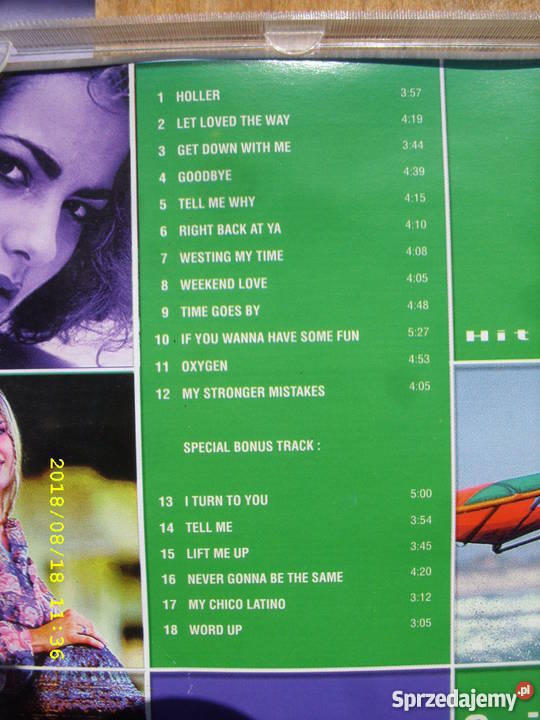 1 HOLLER 3:57
2 LET LOVED THE WAY 4:19
3 GET DOWN WITH ME 3:44
4 GOODBYE 4:39
5 TELL ME WHY 4:15
6 RIGHT BACK AT YA 4:10
7 WESTING MY TIME 4:08
8 WEEKEND LOVE 4:05
9 TIME GOES BY 4:48
10 IF YOU WANNA HAVE SOME FUN 5:27
11 OXYGEN 4:53
12 MY STRONGER MISTAKES 4:05
SPECIAL BONUS TRACK :
13 I TURN TO YOU 5:00
14 TELL ME 3:54
15 LIFT ME UP 3:45
16 NEVER GONNA BE THE SAME 4:20
17 MY CHICO LATINO 3:12
18 WORD UP 3:05
Hit
2018/08/18 11:36
Sprzedajemy.pl